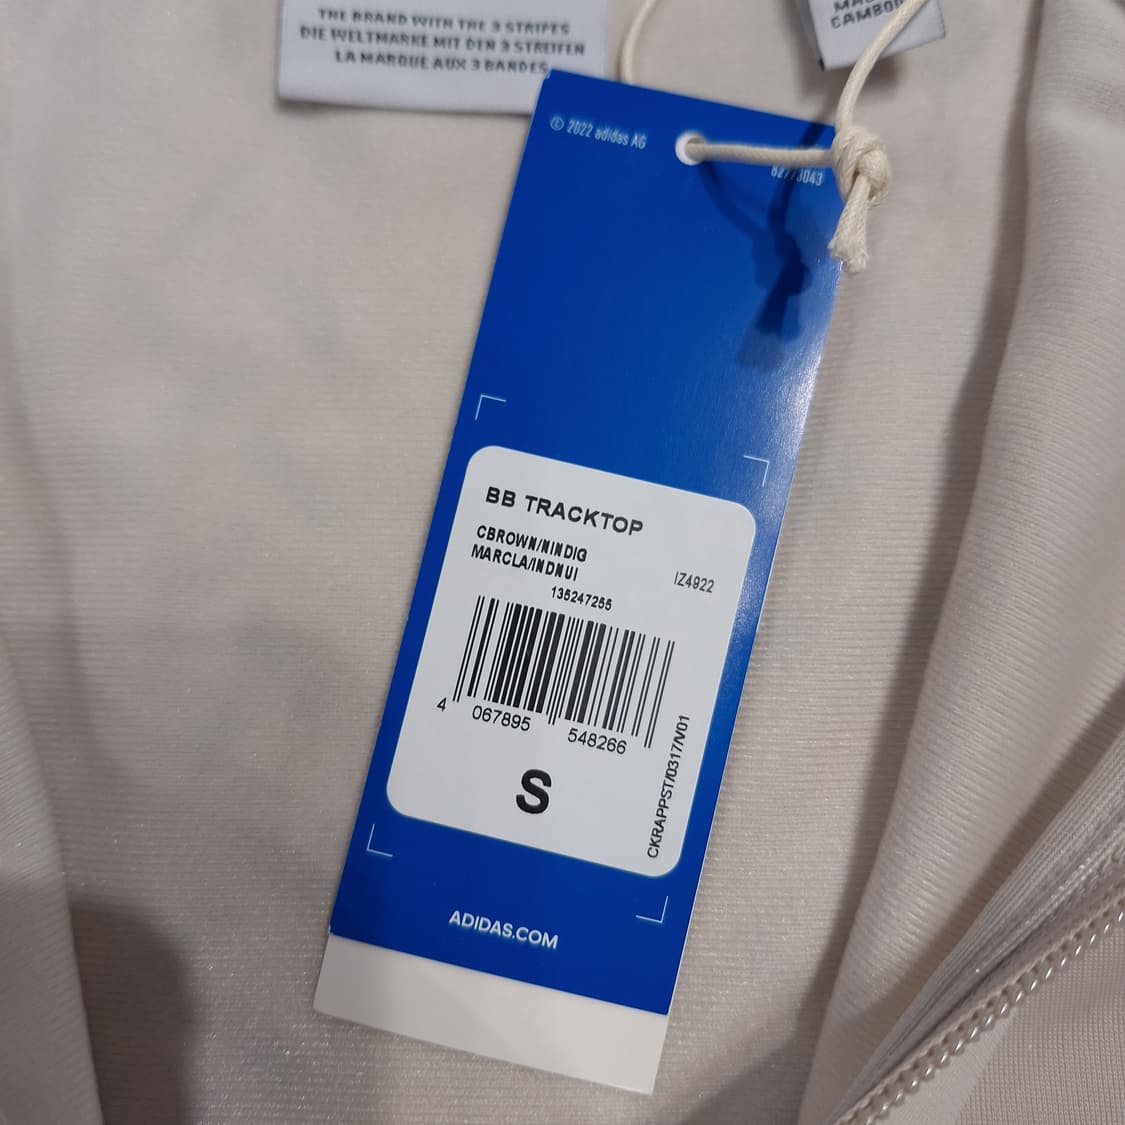 THE BRAND WITH THE 3 STRIPES
DIE WELTMARKE MIT DEN 3 STREIFEN
LA MARQUE AUX 3 BANDES
© 2022 adidas AG
BB TRACKTOP
CBROWN/NINDIG
MARCLA/INDNUI
IZ4922
135247255
4 067895 548266
S
CKRAPPST/0317/V01
ADIDAS.COM